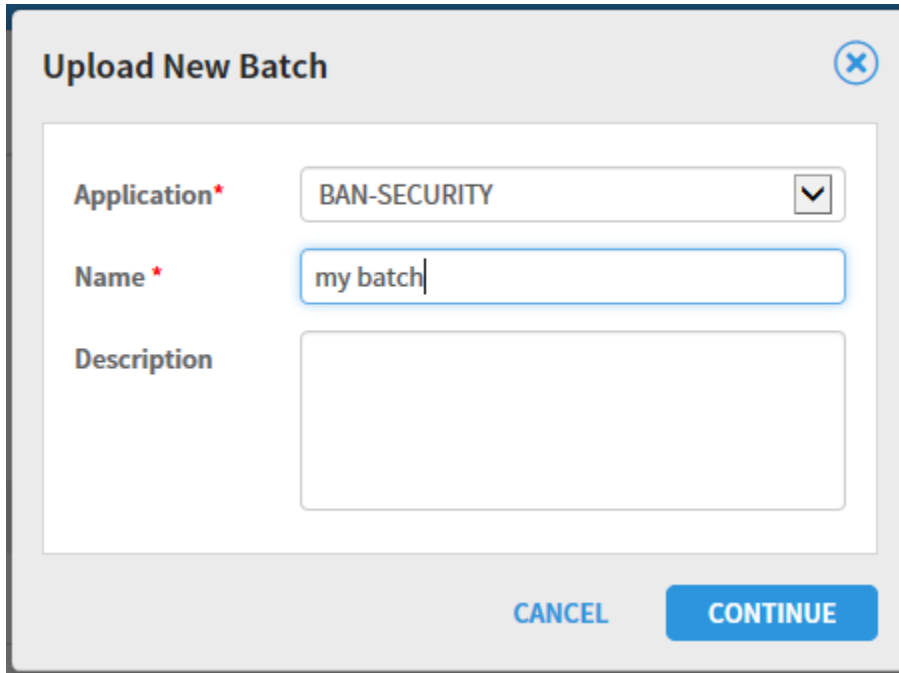 Upload New Batch
Application* BAN-SECURITY
Name * my batch
Description
CANCEL CONTINUE